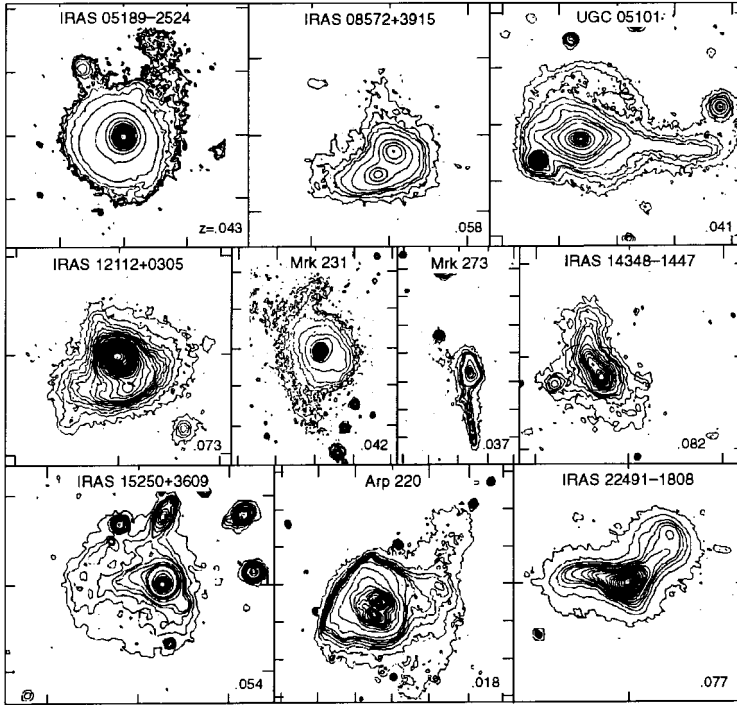 IRAS 05189–2524
IRAS 08572+3915
UGC 05101
z=.043
.058
.041
IRAS 12112+0305
Mrk 231
Mrk 273
IRAS 14348–1447
.073
.042
.037
.082
IRAS 15250+3609
Arp 220
IRAS 22491-1808
.054
.018
.077